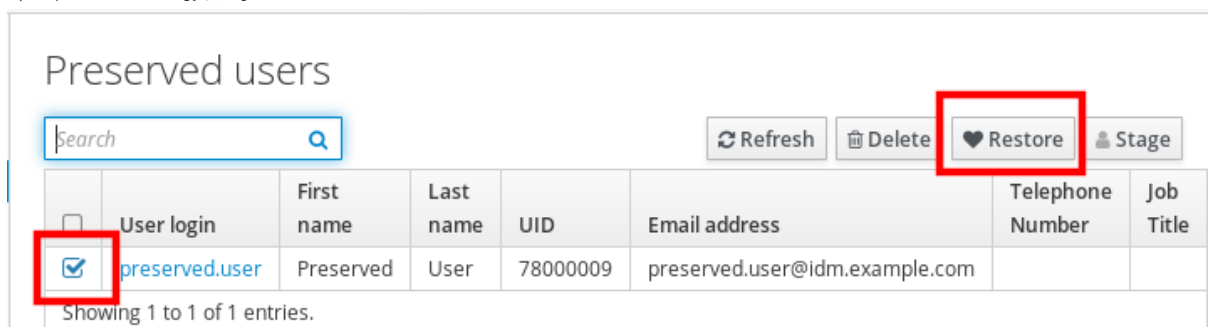 Preserved users
Search Refresh Delete Restore Stage
User login First name Last name UID Email address Telephone Number Job Title
preserved.user Preserved User 78000009 preserved.user@idm.example.com
Showing 1 to 1 of 1 entries.